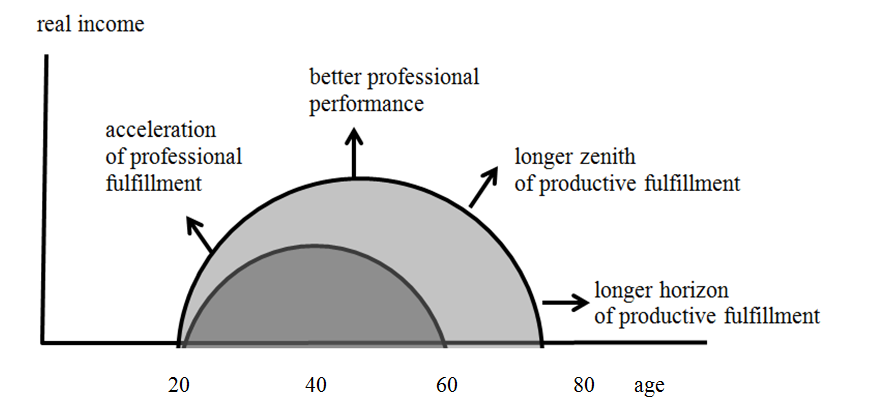 real income
better professional
performance
acceleration
of professional
fulfillment
longer zenith
of productive fulfillment
longer horizon
of productive fulfillment
20 40 60 80 age